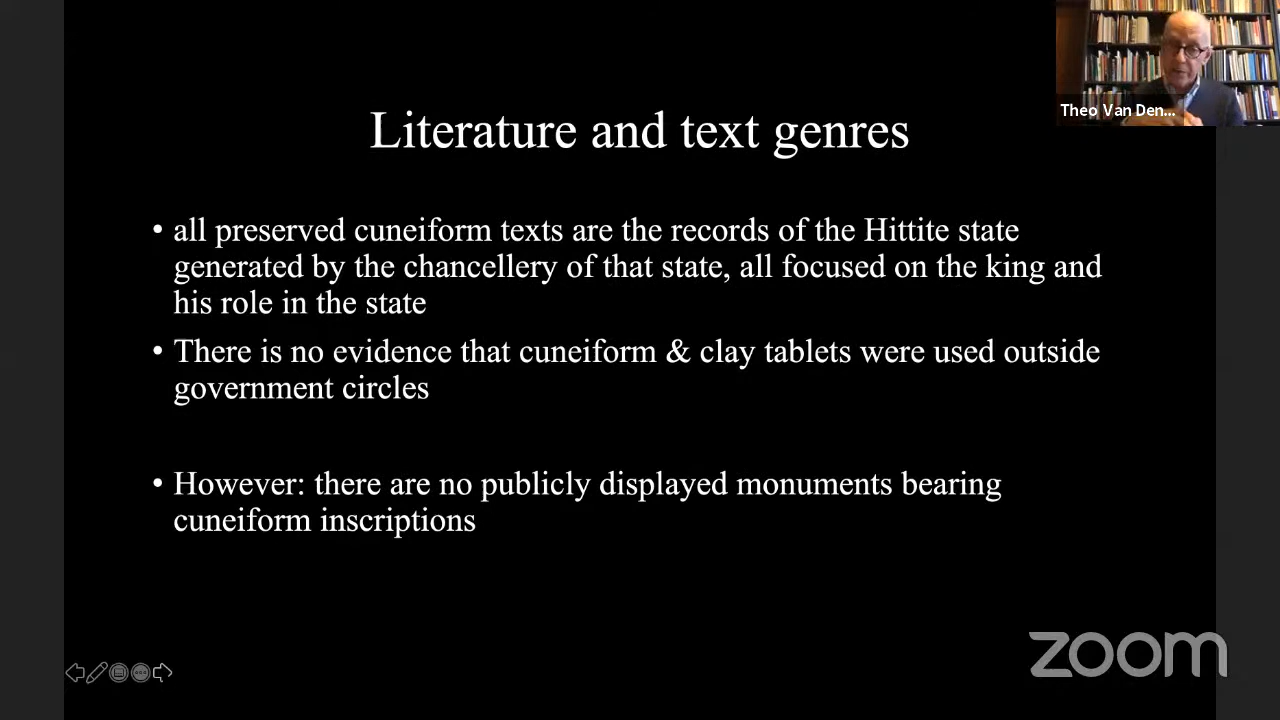 Theo Van Den...
Literature and text genres
• all preserved cuneiform texts are the records of the Hittite state
generated by the chancellery of that state, all focused on the king and
his role in the state
• There is no evidence that cuneiform & clay tablets were used outside
government circles
• However: there are no publicly displayed monuments bearing
cuneiform inscriptions
zoom